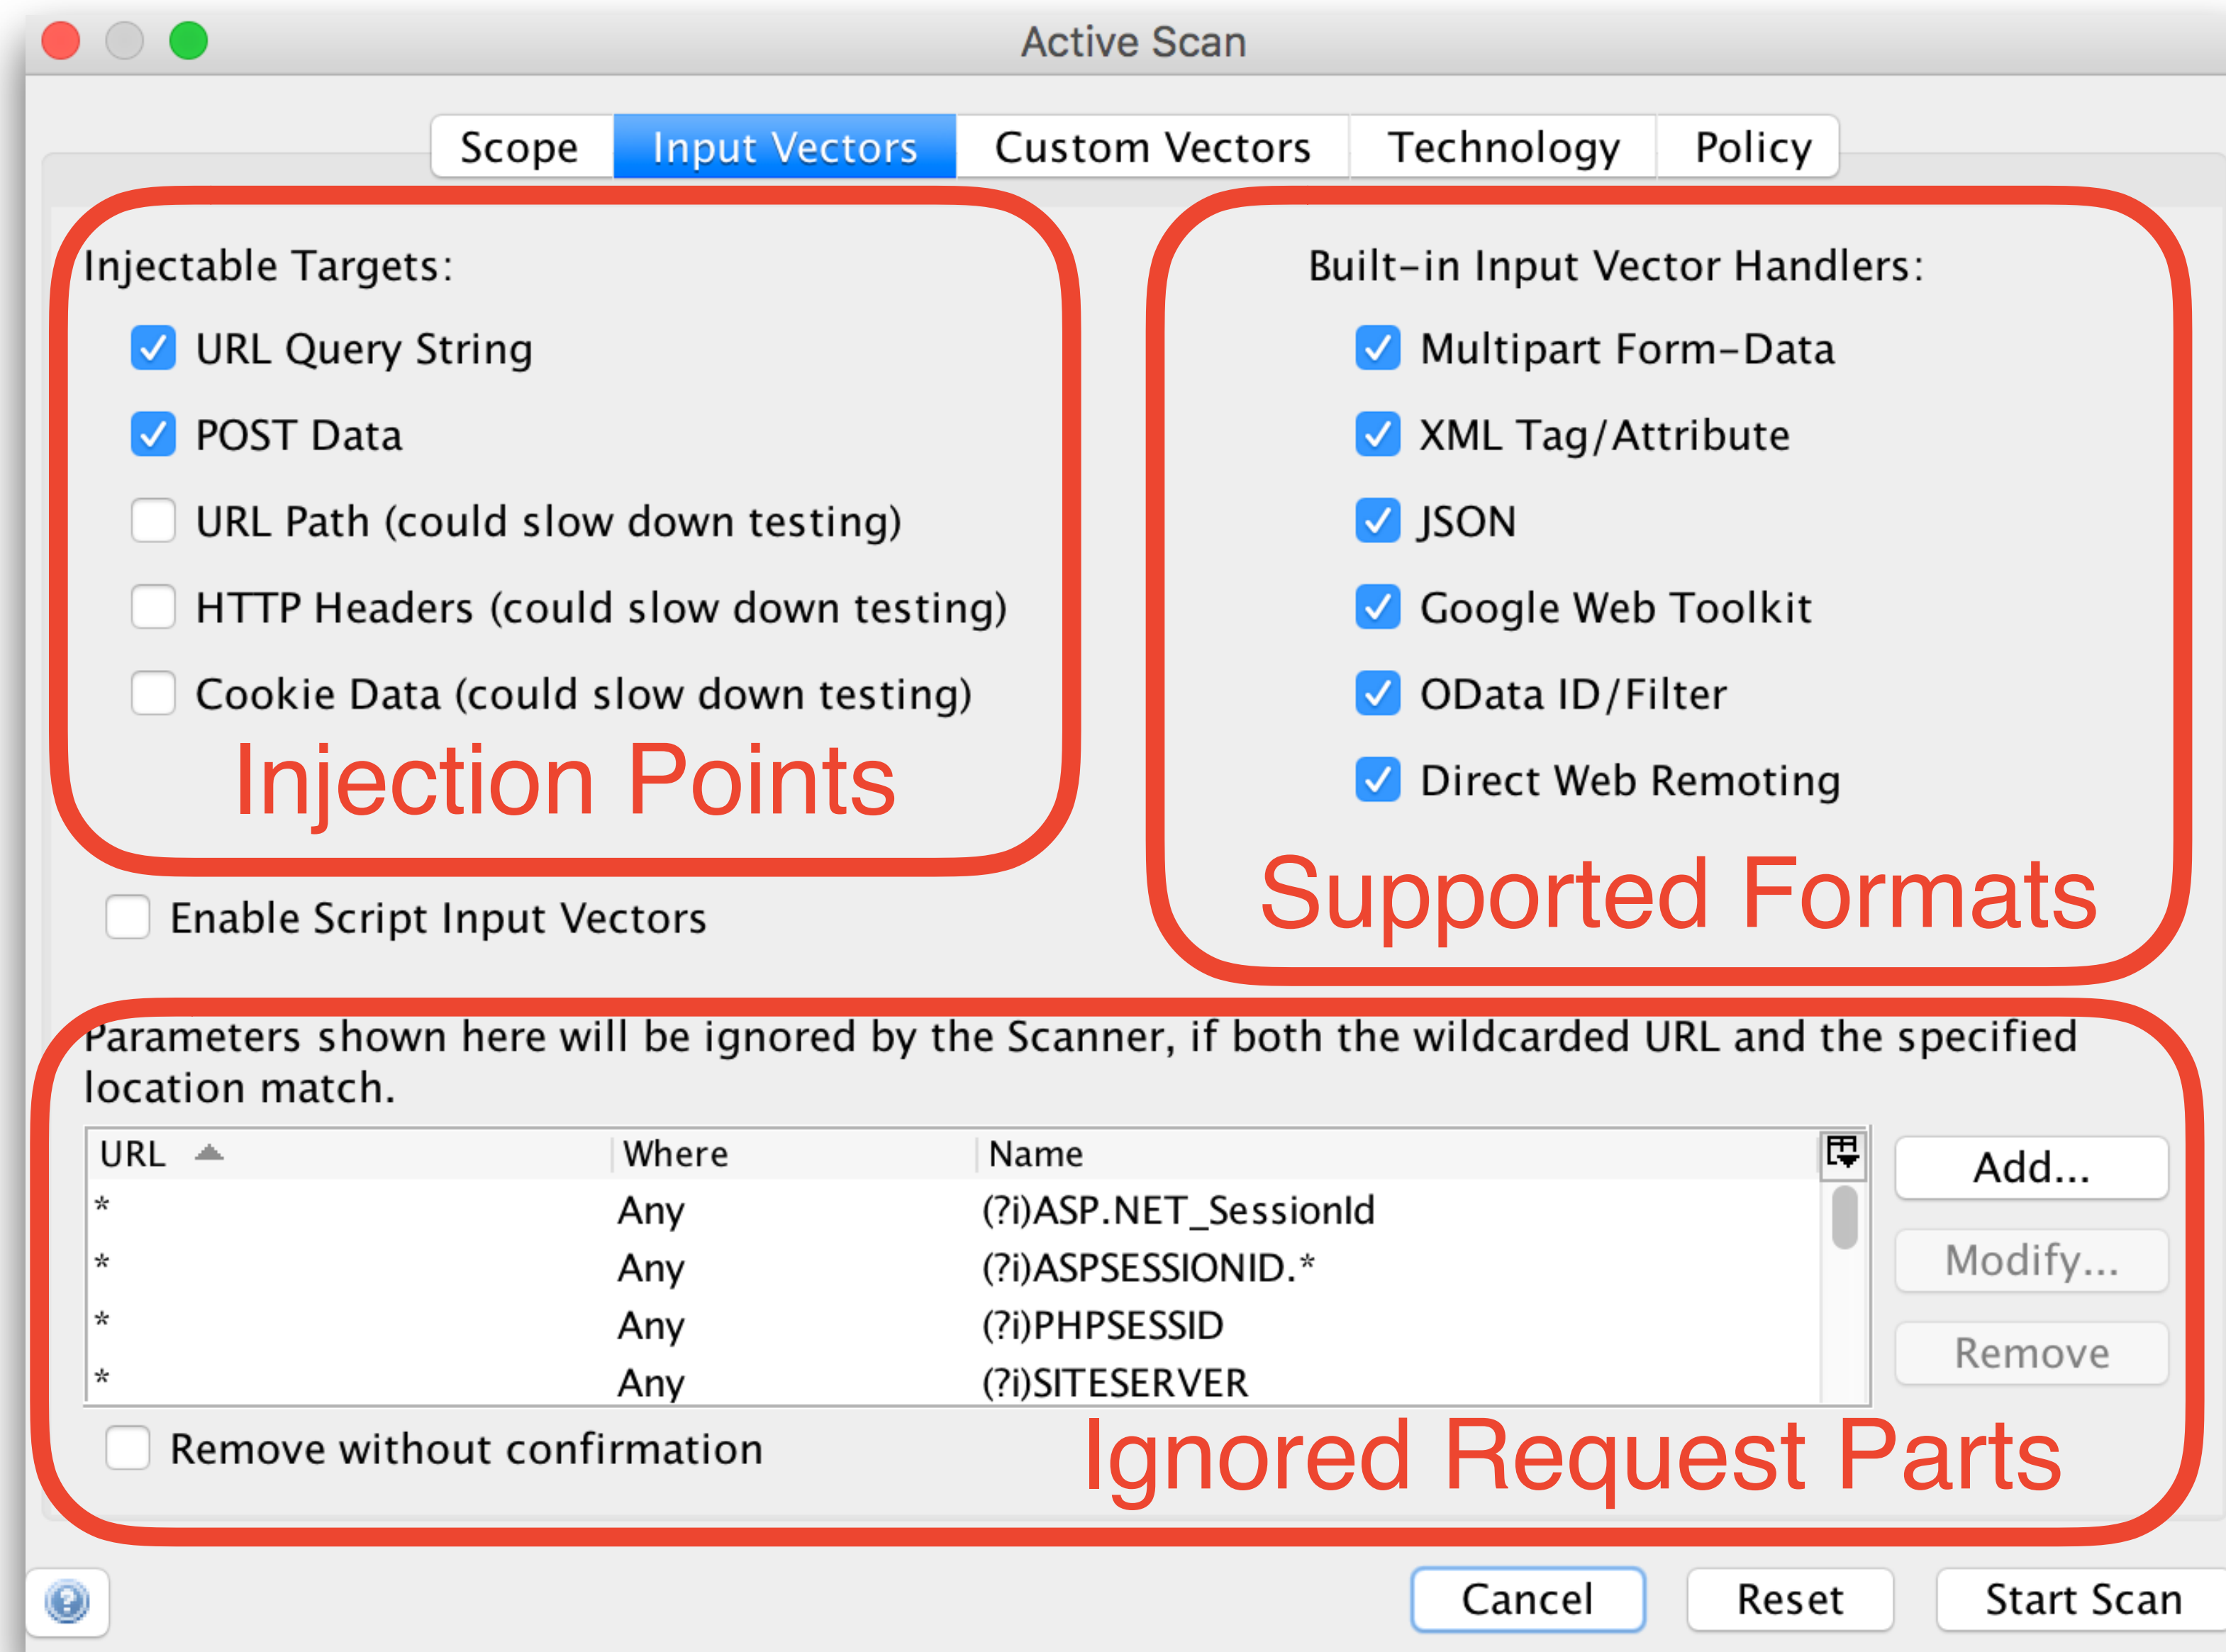 Active Scan
Scope Input Vectors Custom Vectors Technology Policy
Injectable Targets:
URL Query String
POST Data
URL Path (could slow down testing)
HTTP Headers (could slow down testing)
Cookie Data (could slow down testing)
Injection Points
Enable Script Input Vectors
Built-in Input Vector Handlers:
Multipart Form-Data
XML Tag/Attribute
JSON
Google Web Toolkit
OData ID/Filter
Direct Web Remoting
Supported Formats
Parameters shown here will be ignored by the Scanner, if both the wildcarded URL and the specified
location match.
URL Where Name
* Any (?i)ASP.NET_SessionId
* Any (?i)ASPSESSIONID.*
* Any (?i)PHPSESSID
* Any (?i)SITESERVER
Add...
Modify...
Remove
Remove without confirmation
Ignored Request Parts
Cancel Reset Start Scan